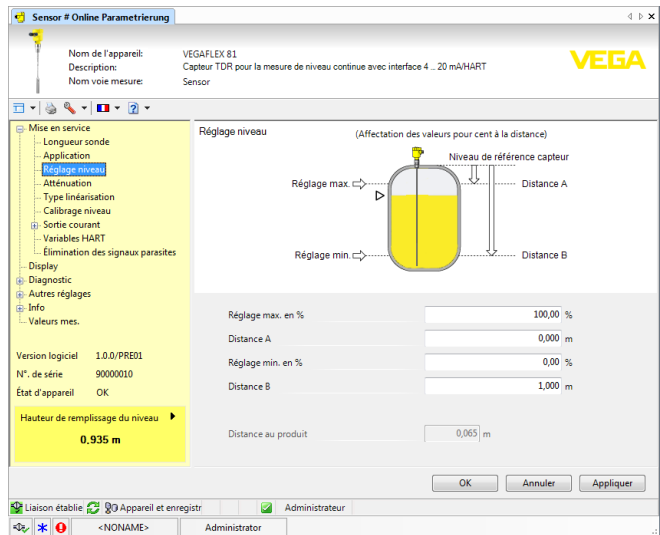 Sensor # Online Parametrierung
Nom de l'appareil: VEGAFLEX 81
Description: Capteur TDR pour la mesure de niveau continue avec interface 4 .. 20 mA/HART
Nom voie mesure: Sensor
VEGA
Mise en service
Longueur sonde
Application
Réglage niveau
Atténuation
Type linéarisation
Calibrage niveau
Sortie courant
Variables HART
Élimination des signaux parasites
Display
Diagnostic
Autres réglages
Info
Valeurs mes.
Version logiciel 1.0.0/PRE01
N°. de série 90000010
État d'appareil OK
Hauteur de remplissage du niveau
0,935 m
Réglage niveau
(Affectation des valeurs pour cent à la distance)
Niveau de référence capteur
Réglage max.
Distance A
Réglage min.
Distance B
Réglage max. en % 100,00 %
Distance A 0,000 m
Réglage min. en % 0,00 %
Distance B 1,000 m
Distance au produit 0,065 m
OK Annuler Appliquer
Liaison établie Appareil et enregistr Administrateur
<NONAME> Administrator